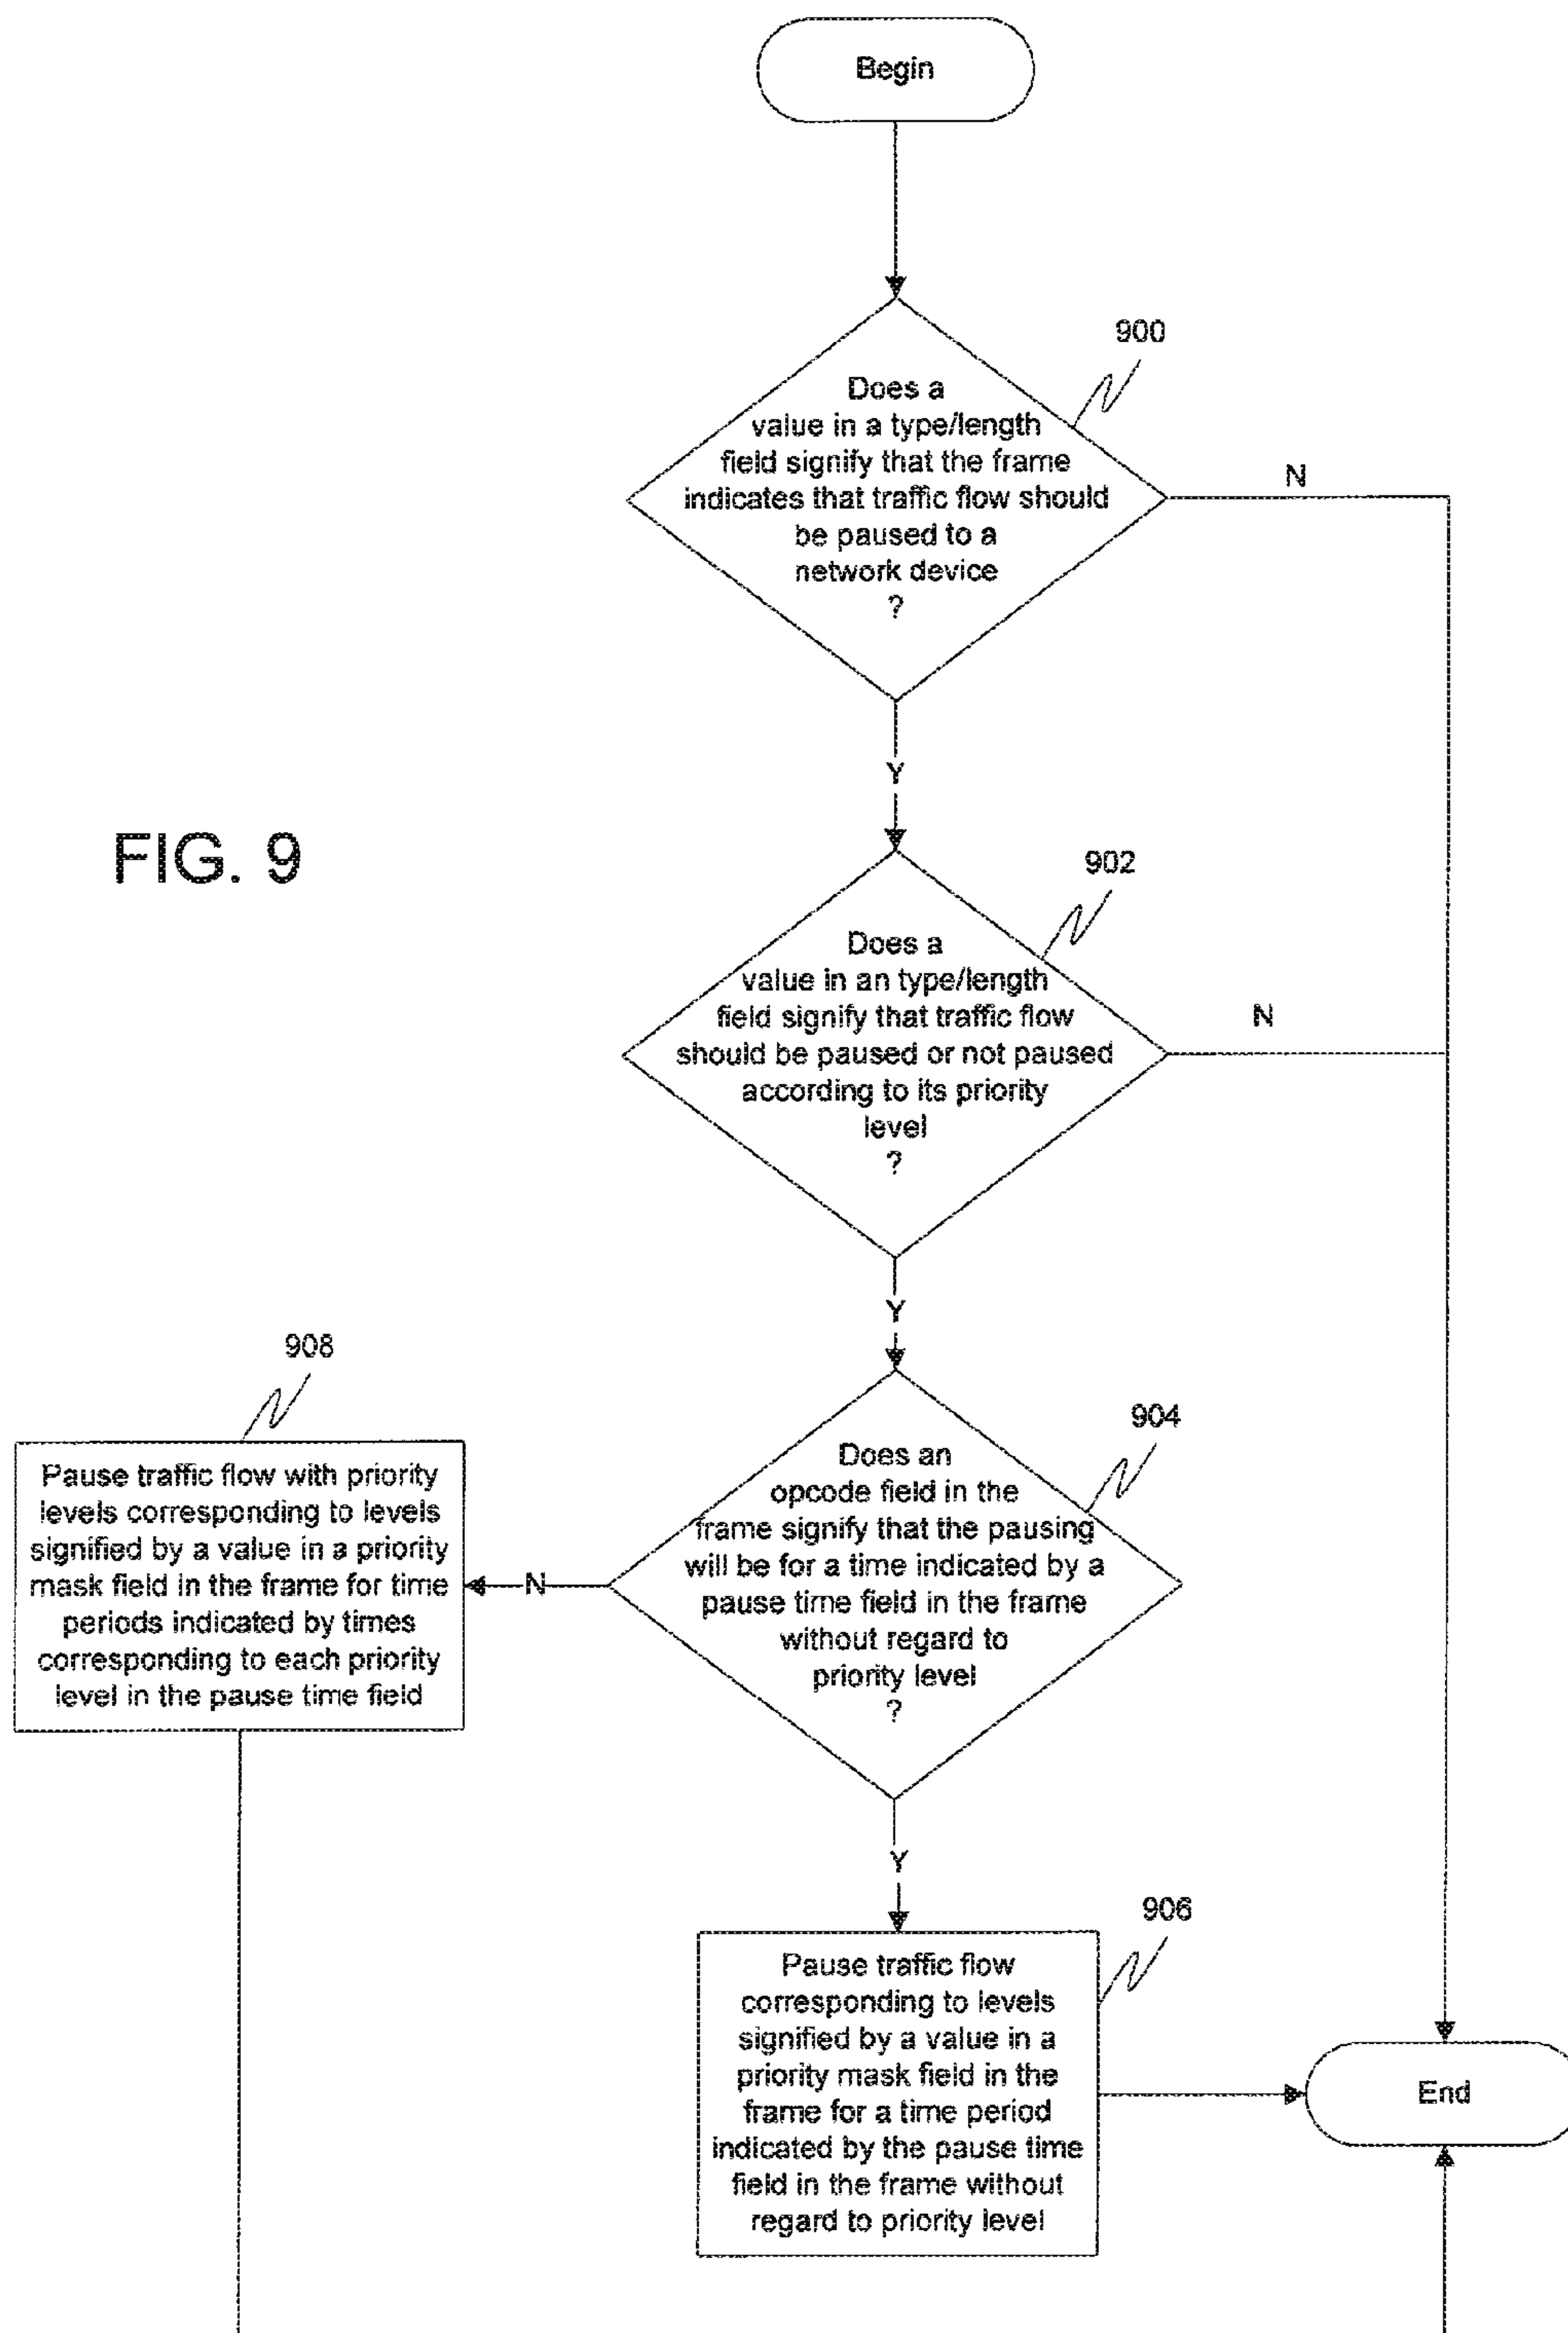 Begin
900
Does a
value in a type/length
field signify that the frame
indicates that traffic flow should
be paused to a
network device
?
N
Y
FIG. 9
902
Does a
value in an type/length
field signify that traffic flow
should be paused or not paused
according to its priority
level
?
N
Y
908
Pause traffic flow with priority
levels corresponding to levels
signified by a value in a priority
mask field in the frame for time
periods indicated by times
corresponding to each priority
level in the pause time field
904
Does an
opcode field in the
frame signify that the pausing
will be for a time indicated by a
pause time field in the frame
without regard to
priority level
?
N
Y
906
Pause traffic flow
corresponding to levels
signified by a value in a
priority mask field in the
frame for a time period
indicated by the pause time
field in the frame without
regard to priority level
End